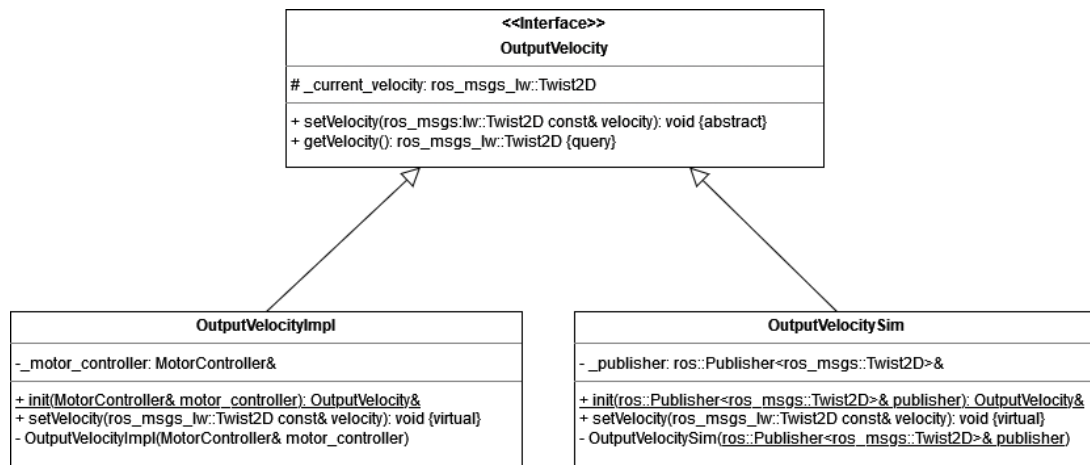 <<Interface>>
OutputVelocity
# _current_velocity: ros_msgs_lw::Twist2D
+ setVelocity(ros_msgs:lw::Twist2D const& velocity): void {abstract}
+ getVelocity(): ros_msgs_lw::Twist2D {query}
OutputVelocityImpl
-_motor_controller: MotorController&
+ init(MotorController& motor_controller): OutputVelocity&
+ setVelocity(ros_msgs_lw::Twist2D const& velocity): void {virtual}
- OutputVelocityImpl(MotorController& motor_controller)
OutputVelocitySim
- _publisher: ros::Publisher<ros_msgs::Twist2D>&
+ init(ros::Publisher<ros_msgs::Twist2D>& publisher): OutputVelocity&
+ setVelocity(ros_msgs_lw::Twist2D const& velocity): void {virtual}
- OutputVelocitySim(ros::Publisher<ros_msgs::Twist2D>& publisher)